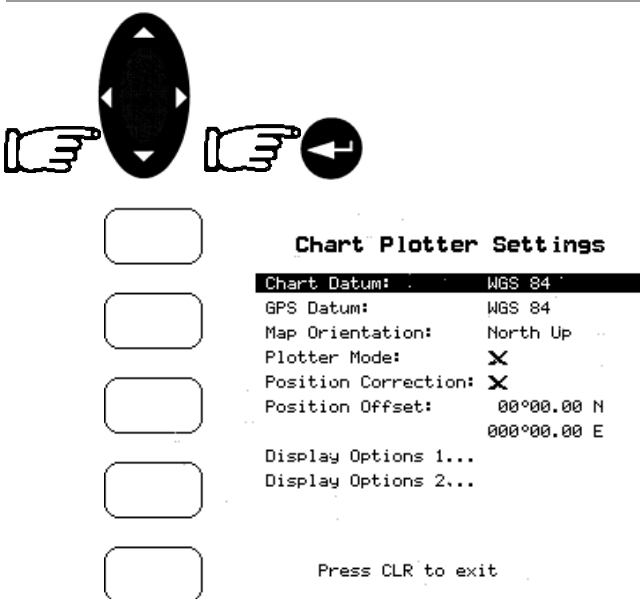 Chart Plotter Settings
Chart Datum: WGS 84
GPS Datum: WGS 84
Map Orientation: North Up
Plotter Mode: X
Position Correction: X
Position Offset: 00°00.00 N
000°00.00 E
Display Options 1...
Display Options 2...
Press CLR to exit